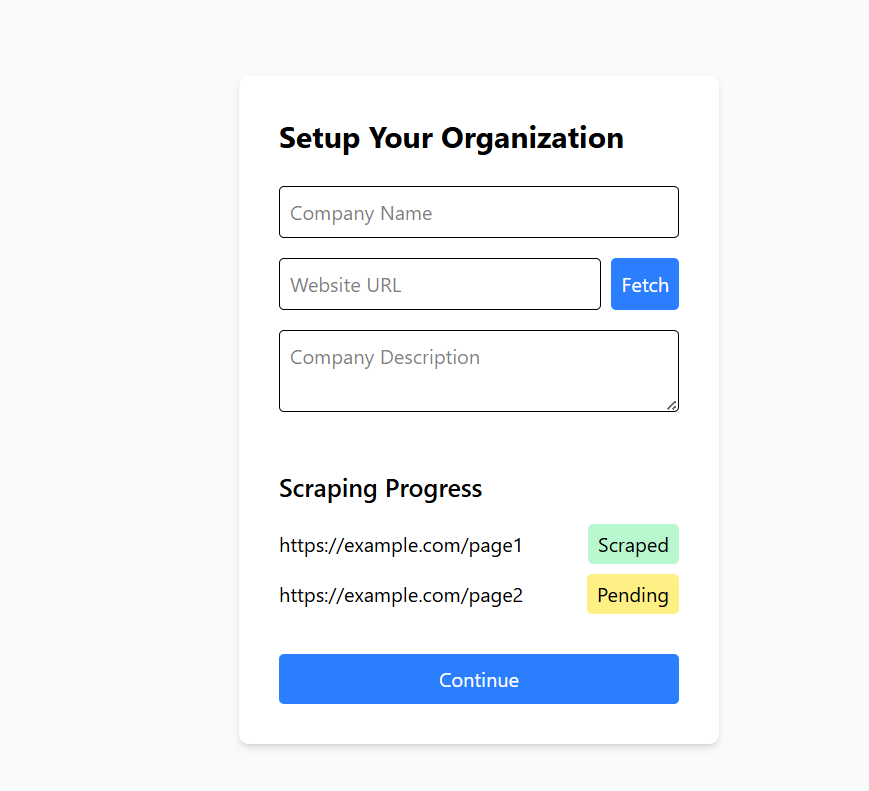 Setup Your Organization
Company Name
Website URL
Fetch
Company Description
Scraping Progress
https://example.com/page1
Scraped
https://example.com/page2
Pending
Continue